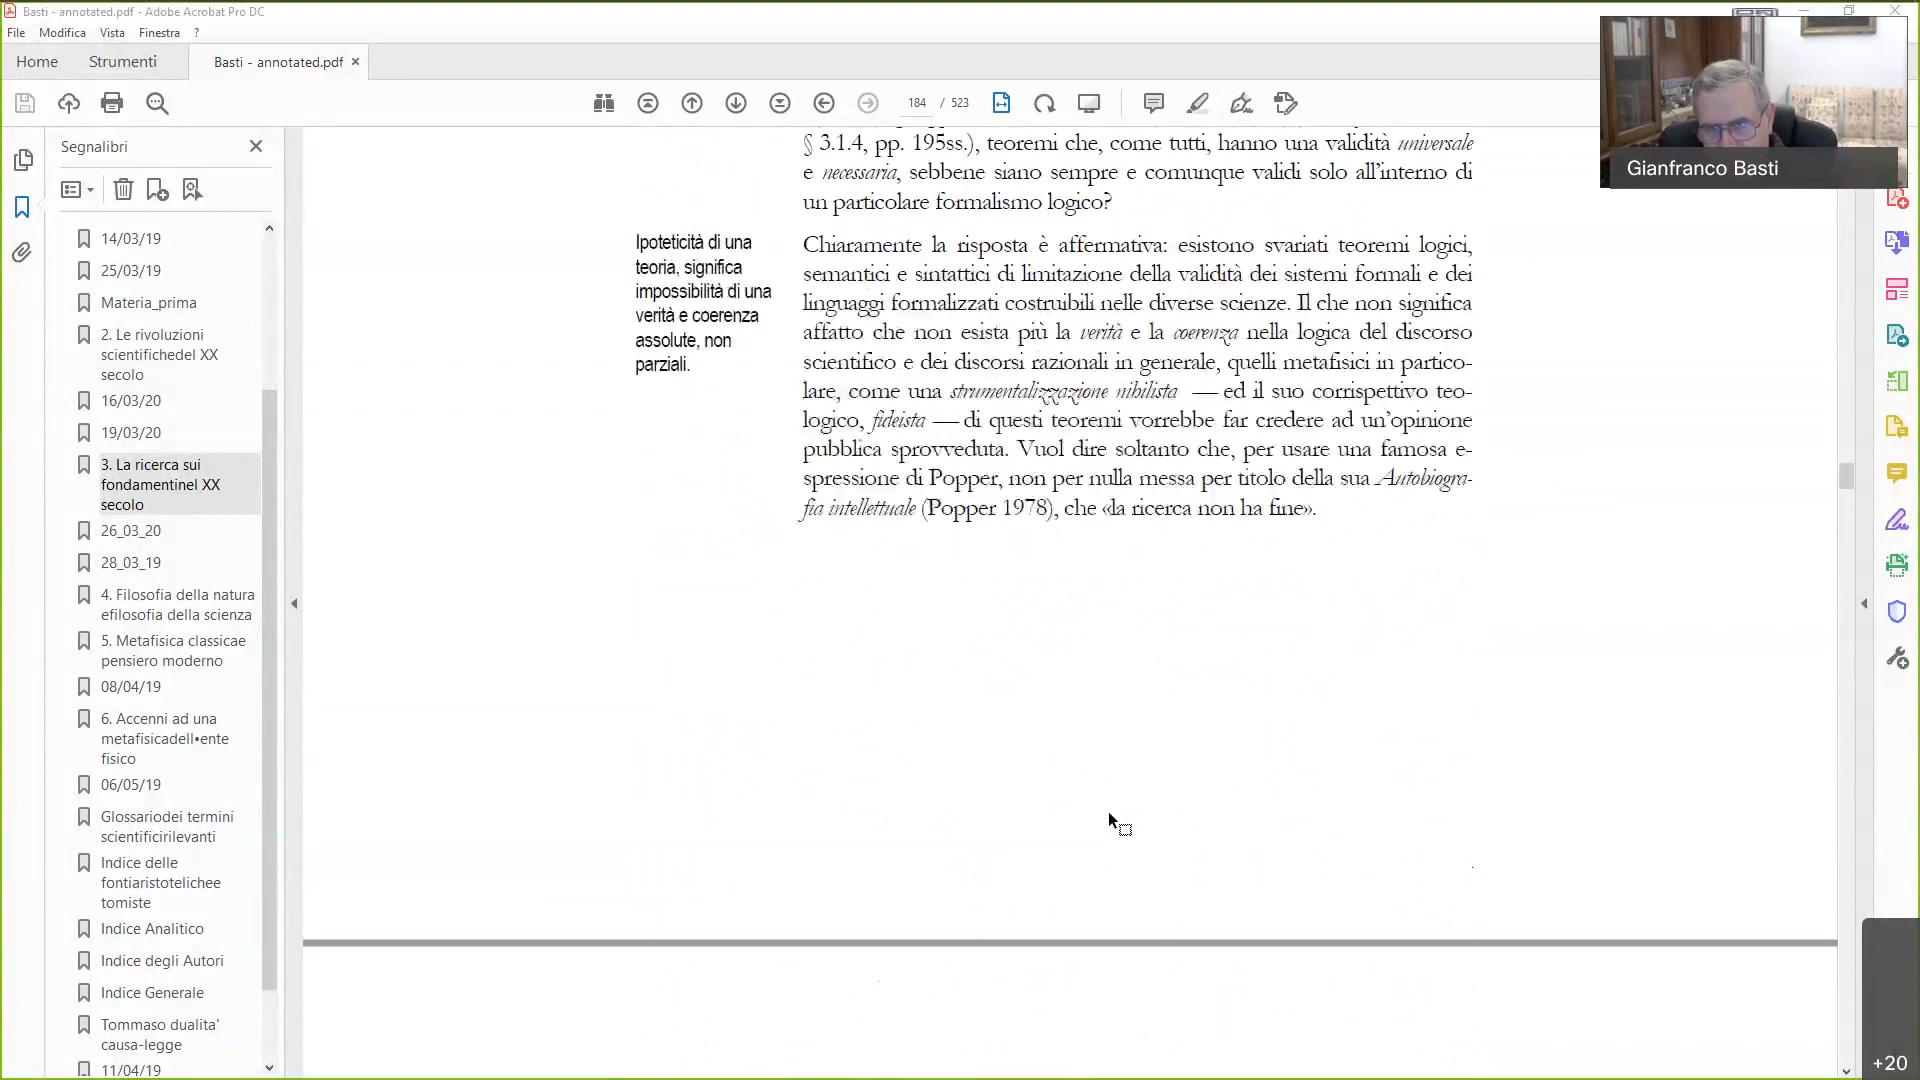 Basti - annotated.pdf - Adobe Acrobat Pro DC
File Modifica Vista Finestra ?
Home Strumenti Basti - annotated.pdf ×
184 / 523
Gianfranco Basti
Segnalibri
14/03/19
25/03/19
Materia_prima
2. Le rivoluzioni
scientifichedel XX
secolo
16/03/20
19/03/20
3. La ricerca sui
fondamentinel XX
secolo
26_03_20
28_03_19
4. Filosofia della natura
efilosofia della scienza
5. Metafisica classicae
pensiero moderno
08/04/19
6. Accenni ad una
metafisicadell•ente
fisico
06/05/19
Glossariodei termini
scientificirilevanti
Indice delle
fontiaristotelichee
tomiste
Indice Analitico
Indice degli Autori
Indice Generale
Tommaso dualita'
causa-legge
11/04/19
§ 3.1.4, pp. 195ss.), teoremi che, come tutti, hanno una validità universale
e necessaria, sebbene siano sempre e comunque validi solo all'interno di
un particolare formalismo logico?
Ipoteticità di una
teoria, significa
impossibilità di una
verità e coerenza
assolute, non
parziali.
Chiaramente la risposta è affermativa: esistono svariati teoremi logici,
semantici e sintattici di limitazione della validità dei sistemi formali e dei
linguaggi formalizzati costruibili nelle diverse scienze. Il che non significa
affatto che non esista più la verità e la coerenza nella logica del discorso
scientifico e dei discorsi razionali in generale, quelli metafisici in partico-
lare, come una strumentalizzazione nihilista — ed il suo corrispettivo teo-
logico, fideista — di questi teoremi vorrebbe far credere ad un'opinione
pubblica sprovveduta. Vuol dire soltanto che, per usare una famosa e-
spressione di Popper, non per nulla messa per titolo della sua Autobiogra-
fia intellettuale (Popper 1978), che «la ricerca non ha fine».
+20